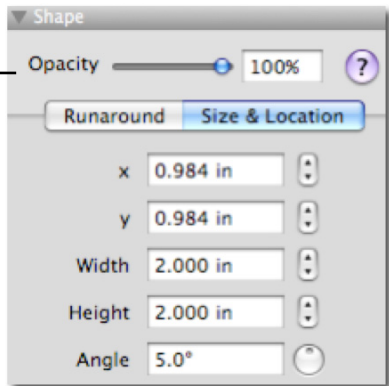 Shape
Opacity 100% ?
Runaround Size & Location
x 0.984 in
y 0.984 in
Width 2.000 in
Height 2.000 in
Angle 5.0°